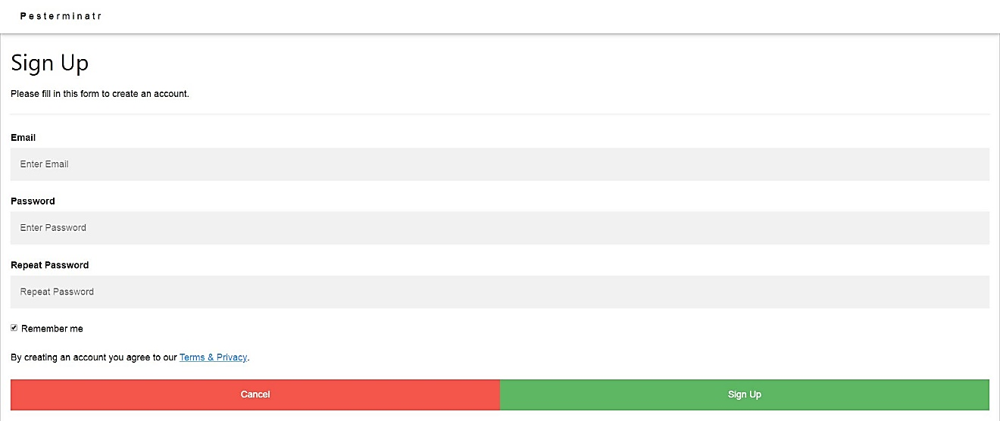 Pesterminatr
Sign Up
Please fill in this form to create an account.
Email
Enter Email
Password
Enter Password
Repeat Password
Repeat Password
Remember me
By creating an account you agree to our Terms & Privacy.
Cancel
Sign Up